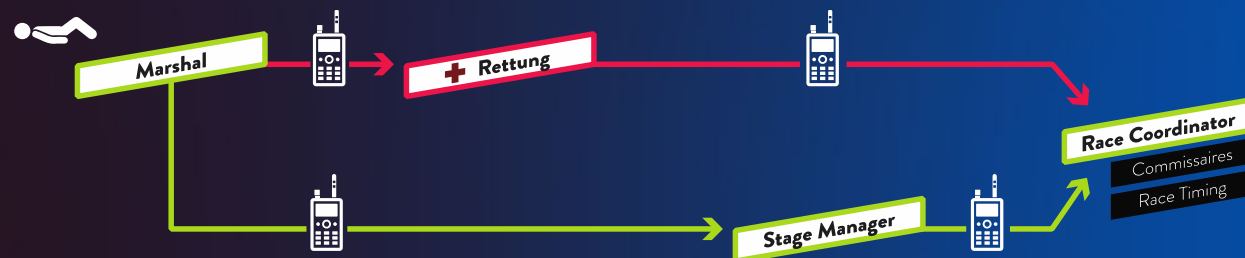 Marshal
Rettung
Race Coordinator
Commissaires
Race Timing
Stage Manager